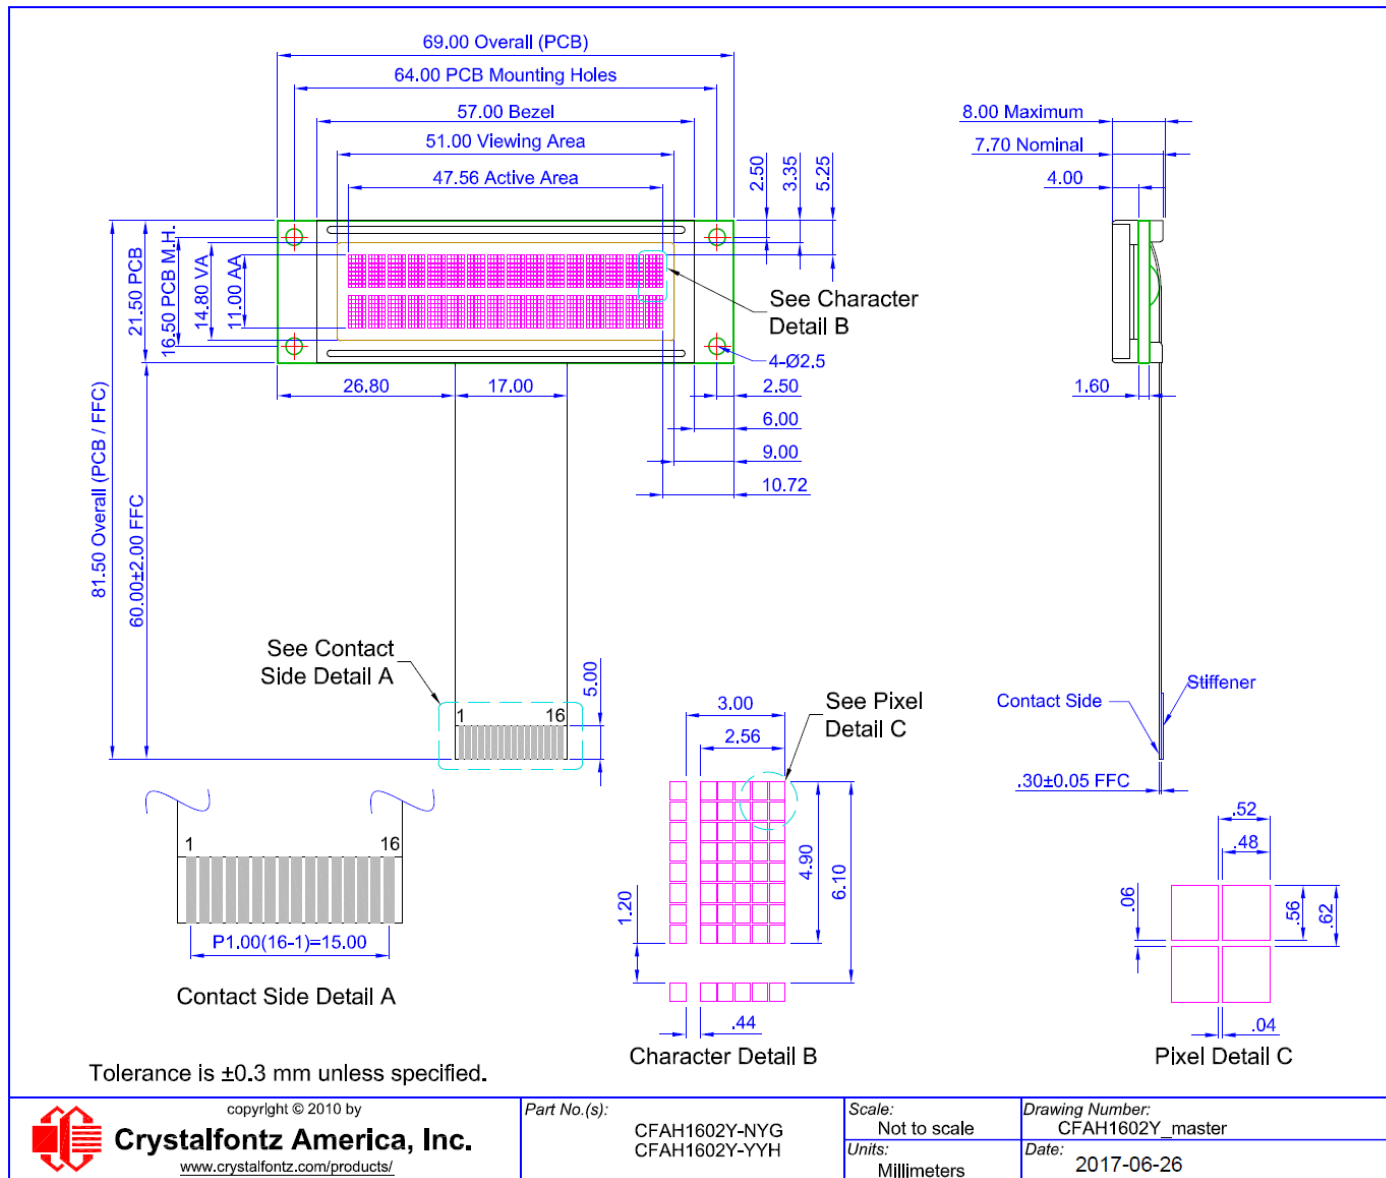 69.00 Overall (PCB)
64.00 PCB Mounting Holes
57.00 Bezel
51.00 Viewing Area
47.56 Active Area
2.50
3.35
5.25
8.00 Maximum
7.70 Nominal
4.00
21.50 PCB
16.50 PCB M.H.
14.80 VA
11.00 AA
See Character
Detail B
4-Ø2.5
26.80
17.00
2.50
6.00
9.00
10.72
1.60
81.50 Overall (PCB / FFC)
60.00±2.00 FFC
See Contact
Side Detail A
1
16
5.00
3.00
2.56
See Pixel
Detail C
Contact Side
Stiffener
.30±0.05 FFC
1
16
P1.00(16-1)=15.00
Contact Side Detail A
1.20
4.90
6.10
.44
Character Detail B
.52
.48
.06
.56
.62
.04
Pixel Detail C
Tolerance is ±0.3 mm unless specified.
copyright © 2010 by
Crystalfontz America, Inc.
www.crystalfontz.com/products/
Part No.(s):
CFAH1602Y-NYG
CFAH1602Y-YYH
Scale:
Not to scale
Units:
Millimeters
Drawing Number:
CFAH1602Y_master
Date:
2017-06-26